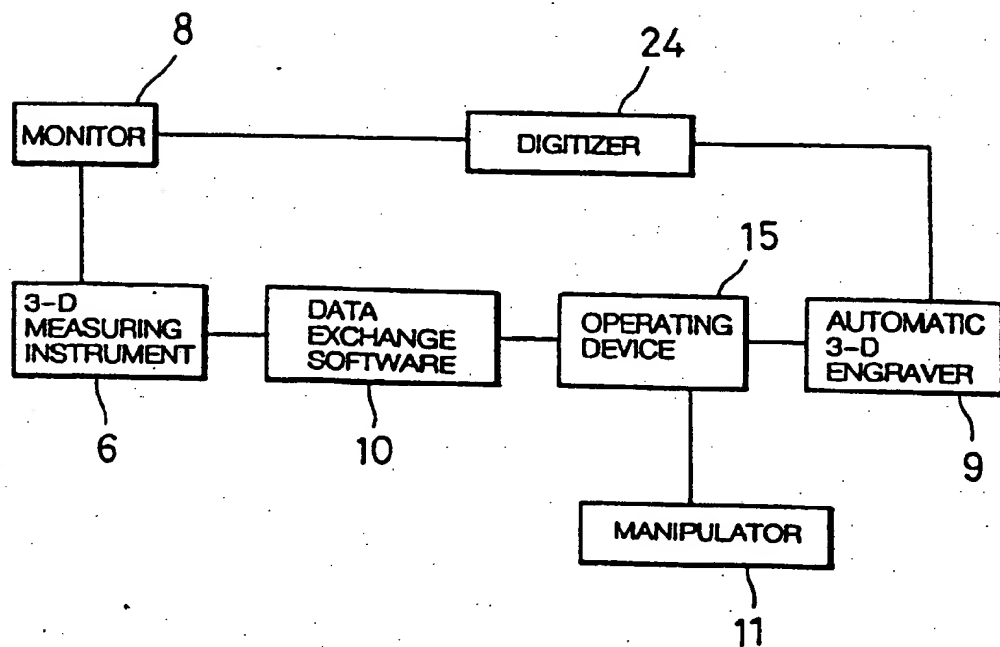 8
24
MONITOR
DIGITIZER
15
3-D
MEASURING
INSTRUMENT
DATA
EXCHANGE
SOFTWARE
OPERATING
DEVICE
AUTOMATIC
3-D
ENGRAVER
6
10
9
MANIPULATOR
11